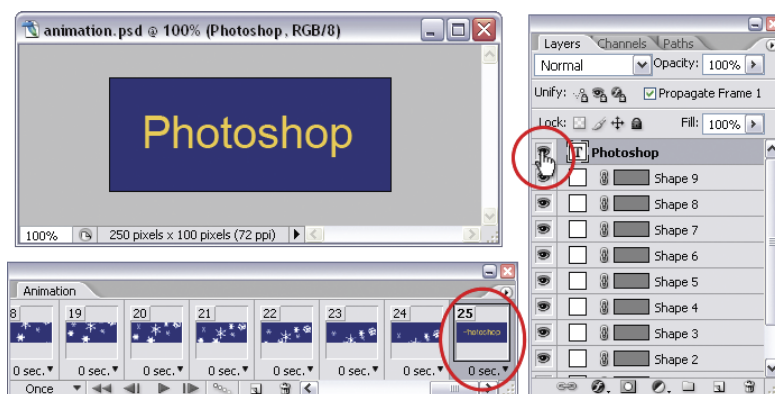 animation.psd @ 100% (Photoshop, RGB/8)
Photoshop
100%
250 pixels x 100 pixels (72 ppi)
Layers
Channels
Paths
Normal
Opacity: 100%
Unify:
Propagate Frame 1
Lock:
Fill: 100%
T Photoshop
Shape 9
Shape 8
Shape 7
Shape 6
Shape 5
Shape 4
Shape 3
Shape 2
Animation
8 19 20 21 22 23 24 25
0 sec. 0 sec. 0 sec. 0 sec. 0 sec. 0 sec. 0 sec. 0 sec.
Once